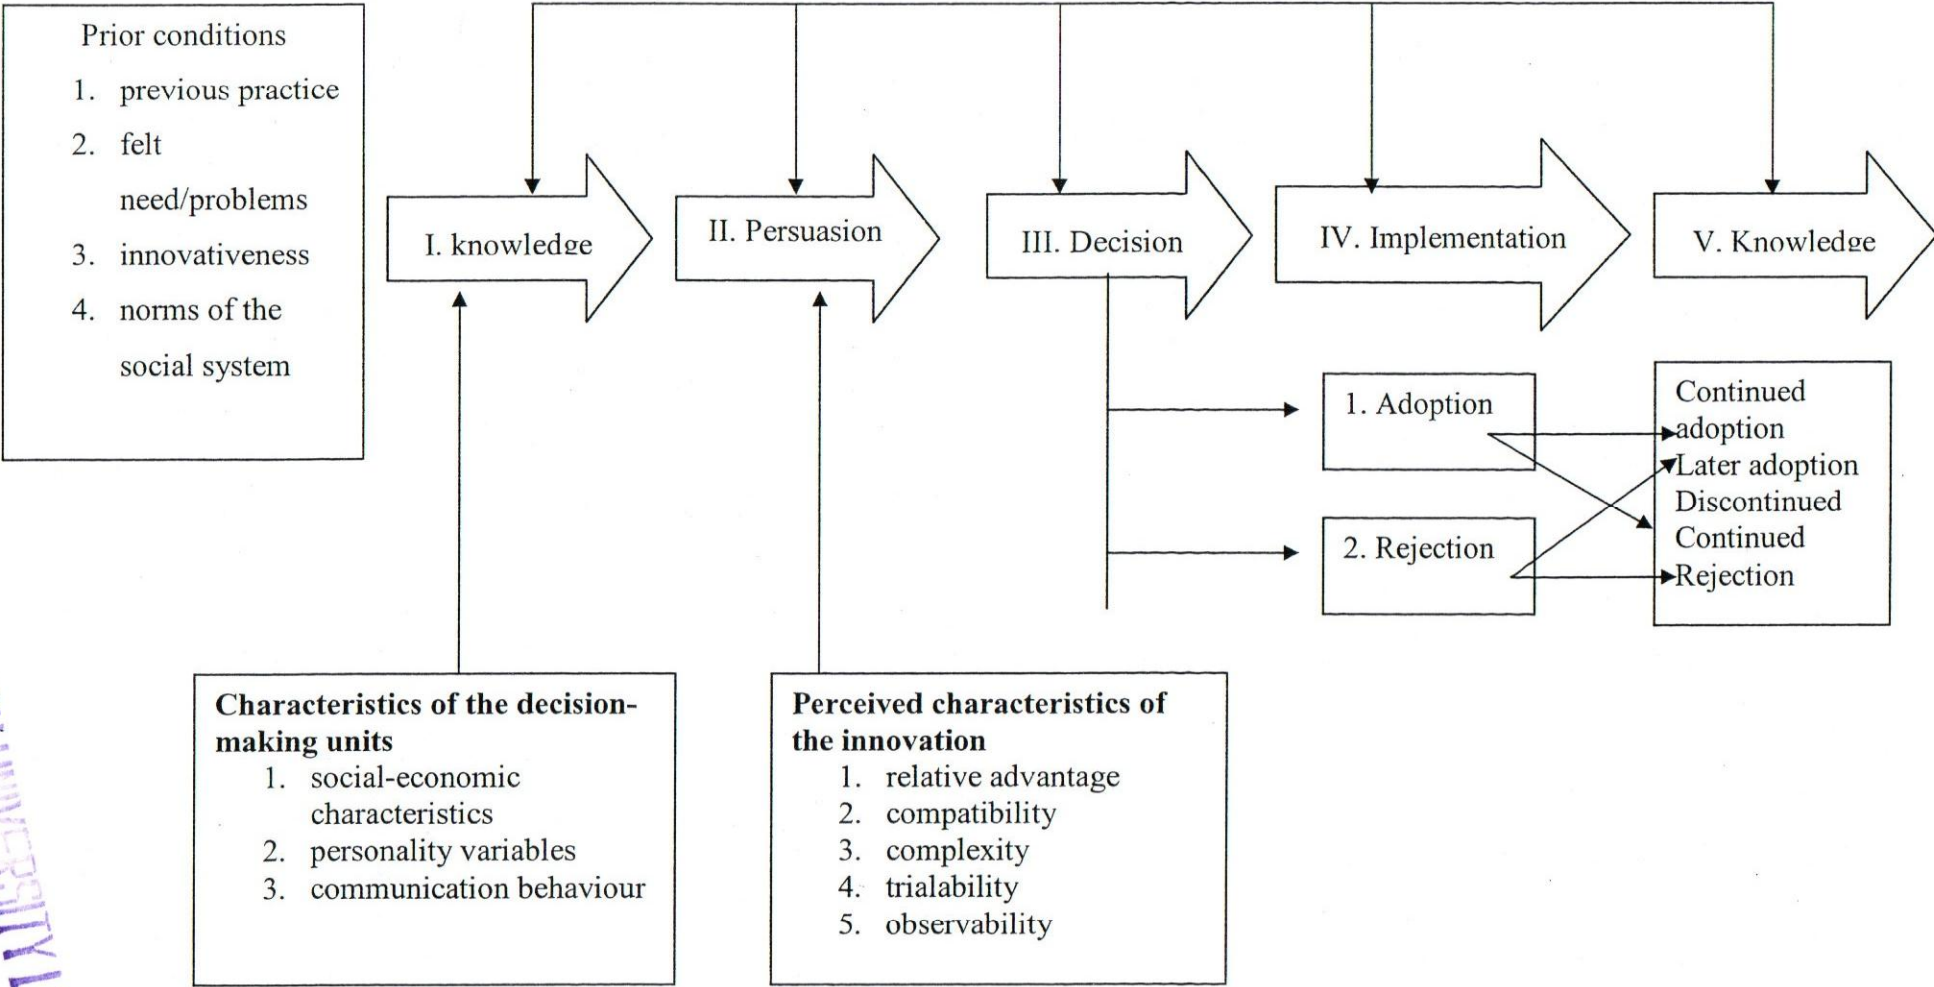 Prior conditions
1. previous practice
2. felt
need/problems
3. innovativeness
4. norms of the
social system
I. knowledge
II. Persuasion
III. Decision
IV. Implementation
V. Knowledge
1. Adoption
2. Rejection
Continued
adoption
Later adoption
Discontinued
Continued
Rejection
Characteristics of the decision-
making units
1. social-economic
characteristics
2. personality variables
3. communication behaviour
Perceived characteristics of
the innovation
1. relative advantage
2. compatibility
3. complexity
4. trialability
5. observability